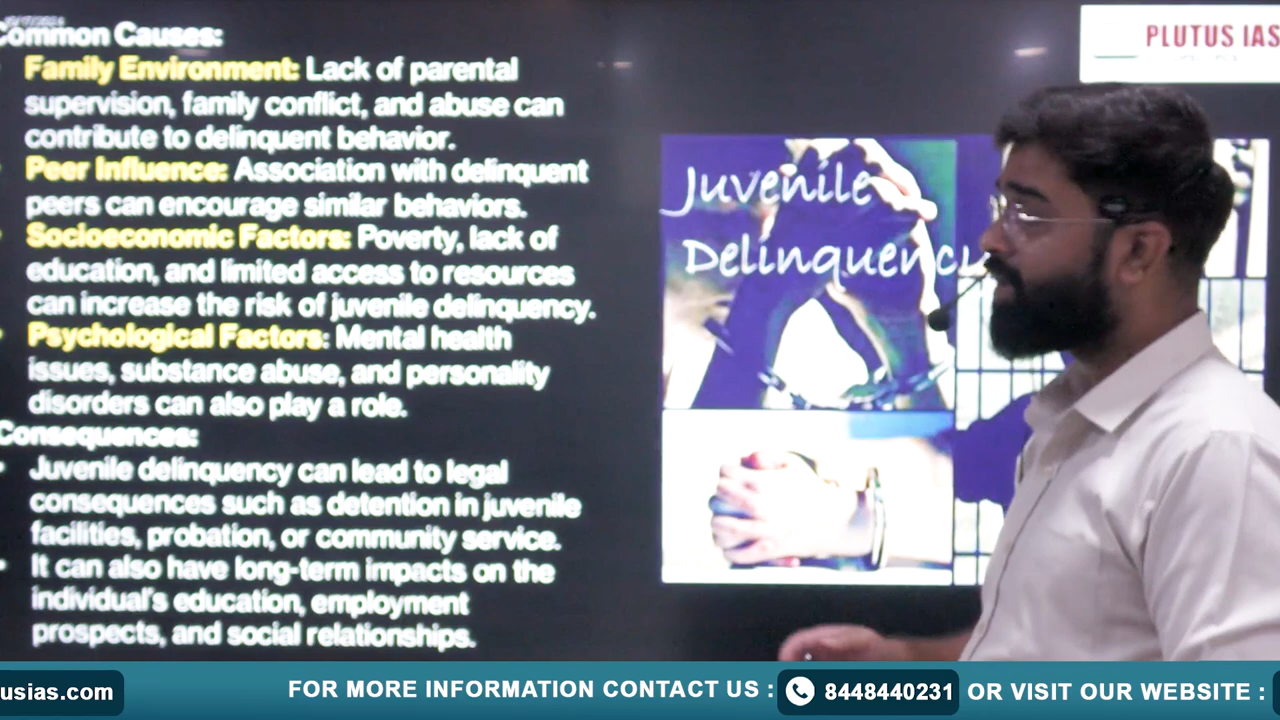 Common Causes:
Family Environment: Lack of parental
supervision, family conflict, and abuse can
contribute to delinquent behavior.
Peer Influence: Association with delinquent
peers can encourage similar behaviors.
Socioeconomic Factors: Poverty, lack of
education, and limited access to resources
can increase the risk of juvenile delinquency.
Psychological Factors: Mental health
issues, substance abuse, and personality
disorders can also play a role.
Consequences:
Juvenile delinquency can lead to legal
consequences such as detention in juvenile
facilities, probation, or community service.
It can also have long-term impacts on the
individual's education, employment
prospects, and social relationships.
PLUTUS IAS
Juvenile
Delinquency
usias.com
FOR MORE INFORMATION CONTACT US : 8448440231 OR VISIT OUR WEBSITE :